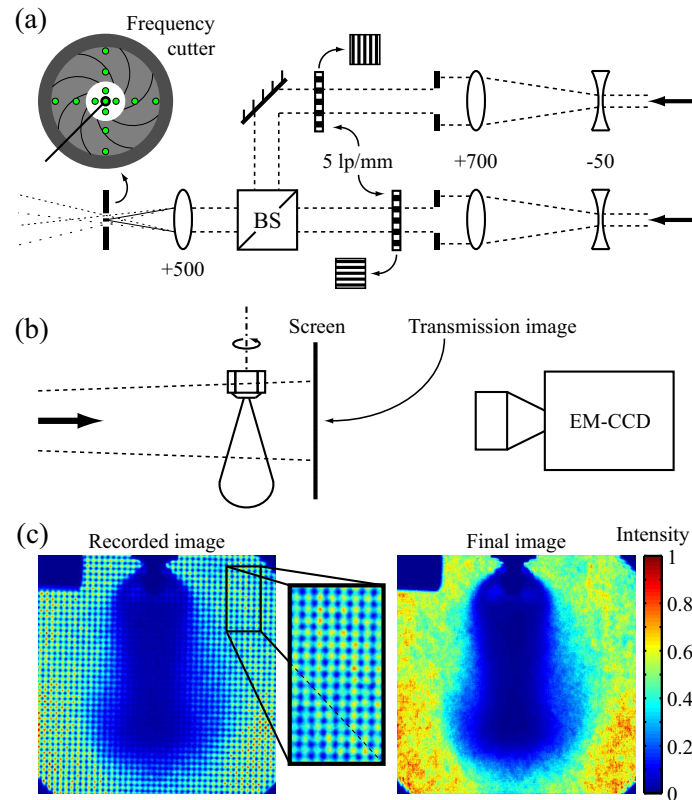 (a)
Frequency
cutter
5 lp/mm
+700
-50
BS
+500
(b)
Screen
Transmission image
EM-CCD
(c)
Recorded image
Final image
Intensity
1
0.8
0.6
0.4
0.2
0